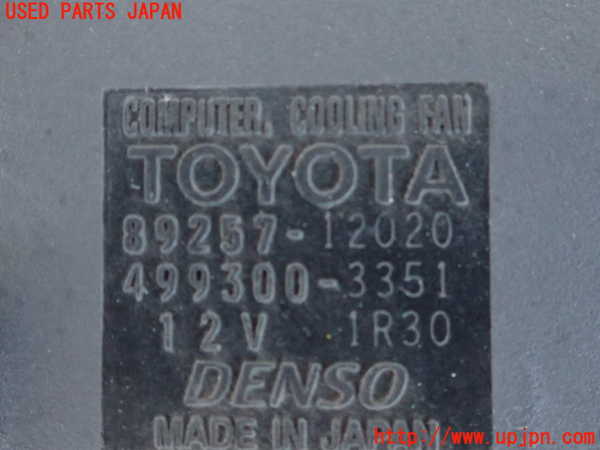 USED PARTS JAPAN
COMPUTER, COOLING FAN
TOYOTA
89257-12020
499300-3351
12V 1R30
DENSO
MADE IN JAPAN
http://www.upjpn.com/